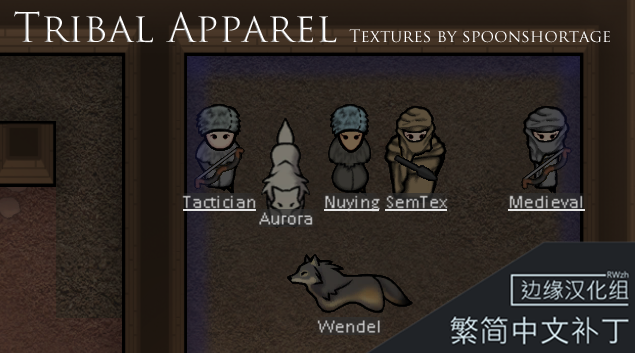 TRIBAL APPAREL TEXTURES BY SPOONSHORTAGE
Tactician Aurora Nuying SemTex Medieval
Wendel
RWzh
边缘汉化组
繁简中文补丁